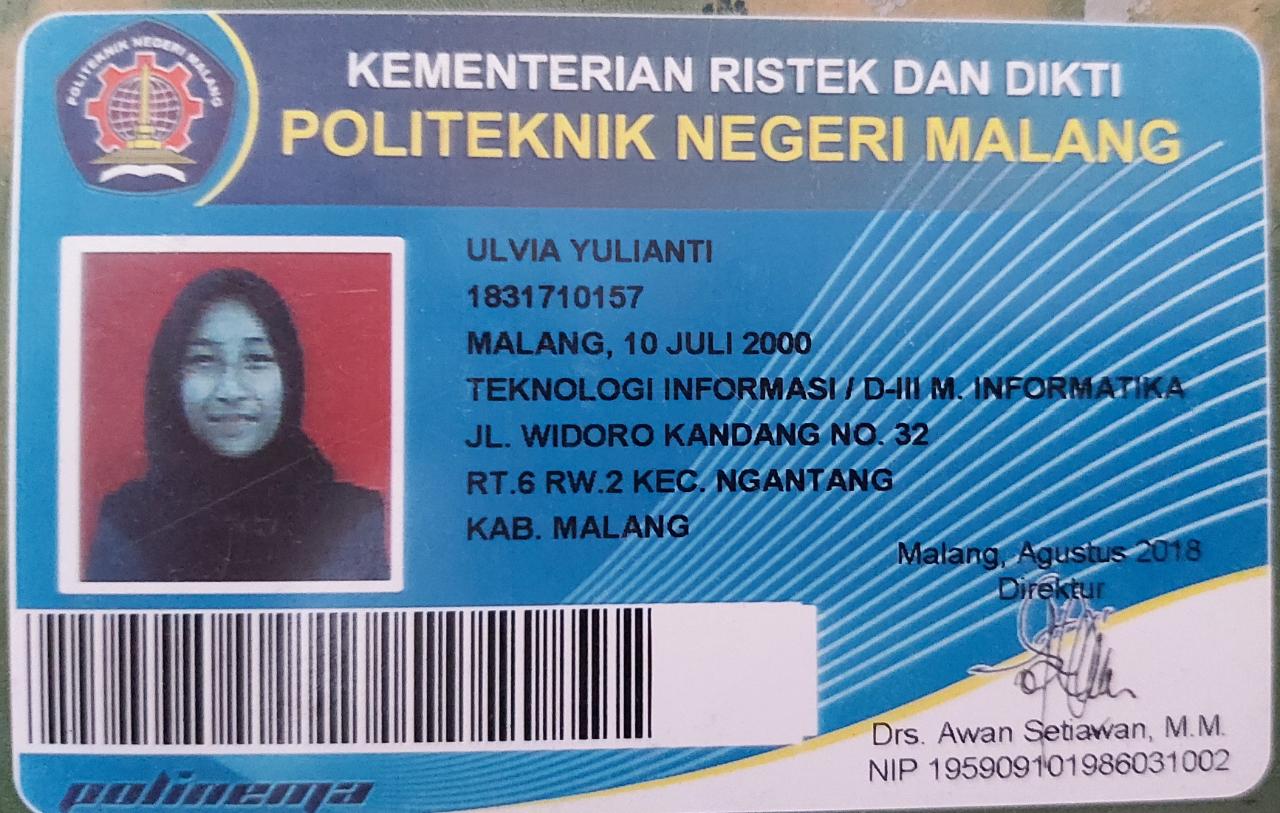 POLITEKNIK NEGERI MALANG
KEMENTERIAN RISTEK DAN DIKTI
POLITEKNIK NEGERI MALANG
ULVIA YULIANTI
1831710157
MALANG, 10 JULI 2000
TEKNOLOGI INFORMASI / D-III M. INFORMATIKA
JL. WIDORO KANDANG NO. 32
RT.6 RW.2 KEC. NGANTANG
KAB. MALANG
Malang, Agustus 2018
Direktur
Drs. Awan Setiawan, M.M.
NIP 195909101986031002
polinema